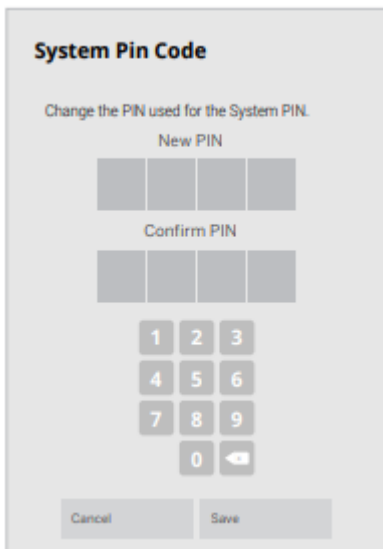 System Pin Code
Change the PIN used for the System PIN.
New PIN
Confirm PIN
1 2 3
4 5 6
7 8 9
0
Cancel Save